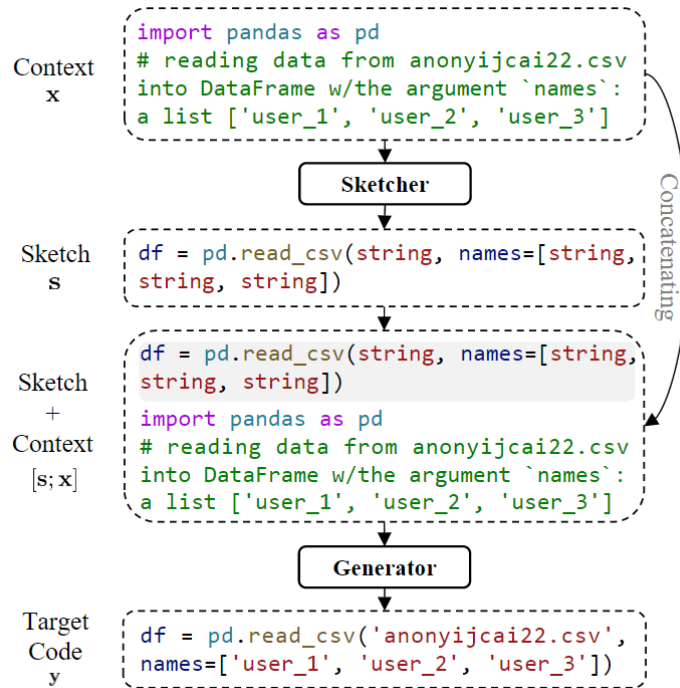 Context
x
import pandas as pd
# reading data from anonyijcai22.csv
into DataFrame w/the argument `names`:
a list ['user_1', 'user_2', 'user_3']
Sketcher
Concatenating
Sketch
s
df = pd.read_csv(string, names=[string,
string, string])
Sketch
+
Context
[s; x]
df = pd.read_csv(string, names=[string,
string, string])
import pandas as pd
# reading data from anonyijcai22.csv
into DataFrame w/the argument `names`:
a list ['user_1', 'user_2', 'user_3']
Generator
Target
Code
y
df = pd.read_csv('anonyijcai22.csv',
names=['user_1', 'user_2', 'user_3'])